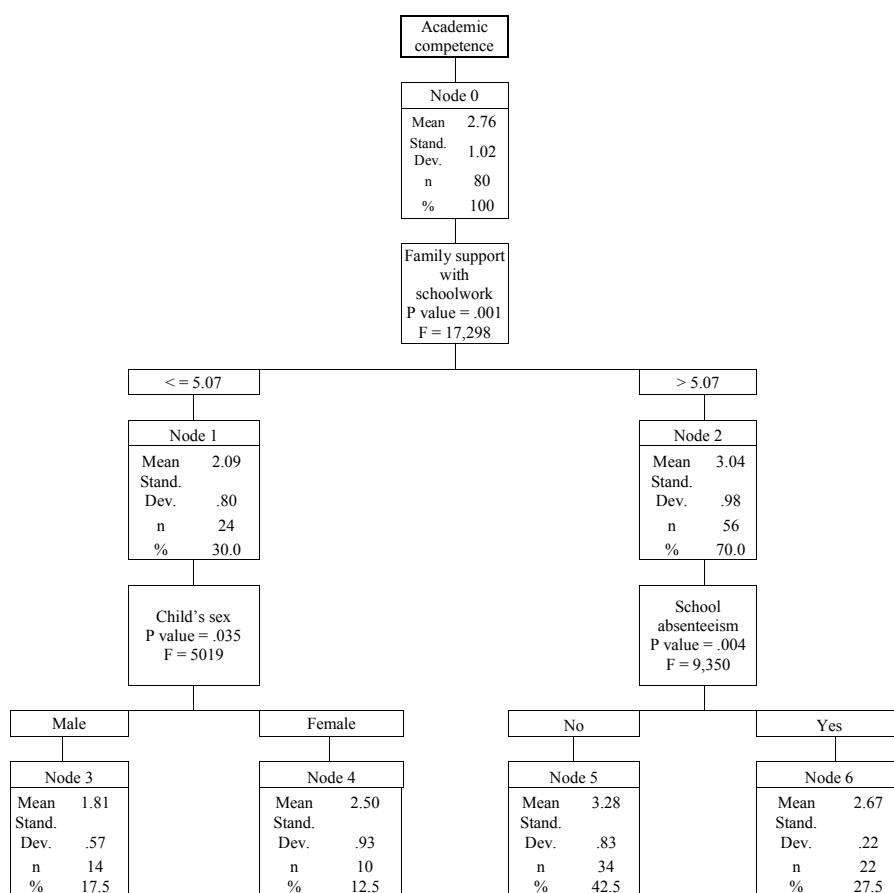 Academic
competence
Node 0
Mean 2.76
Stand.
Dev. 1.02
n 80
% 100
Family support
with
schoolwork
P value = .001
F = 17,298
< = 5.07
> 5.07
Node 1
Mean 2.09
Stand.
Dev. .80
n 24
% 30.0
Node 2
Mean 3.04
Stand.
Dev. .98
n 56
% 70.0
Child’s sex
P value = .035
F = 5019
School
absenteeism
P value = .004
F = 9,350
Male
Female
No
Yes
Node 3
Mean 1.81
Stand.
Dev. .57
n 14
% 17.5
Node 4
Mean 2.50
Stand.
Dev. .93
n 10
% 12.5
Node 5
Mean 3.28
Stand.
Dev. .83
n 34
% 42.5
Node 6
Mean 2.67
Stand.
Dev. .22
n 22
% 27.5